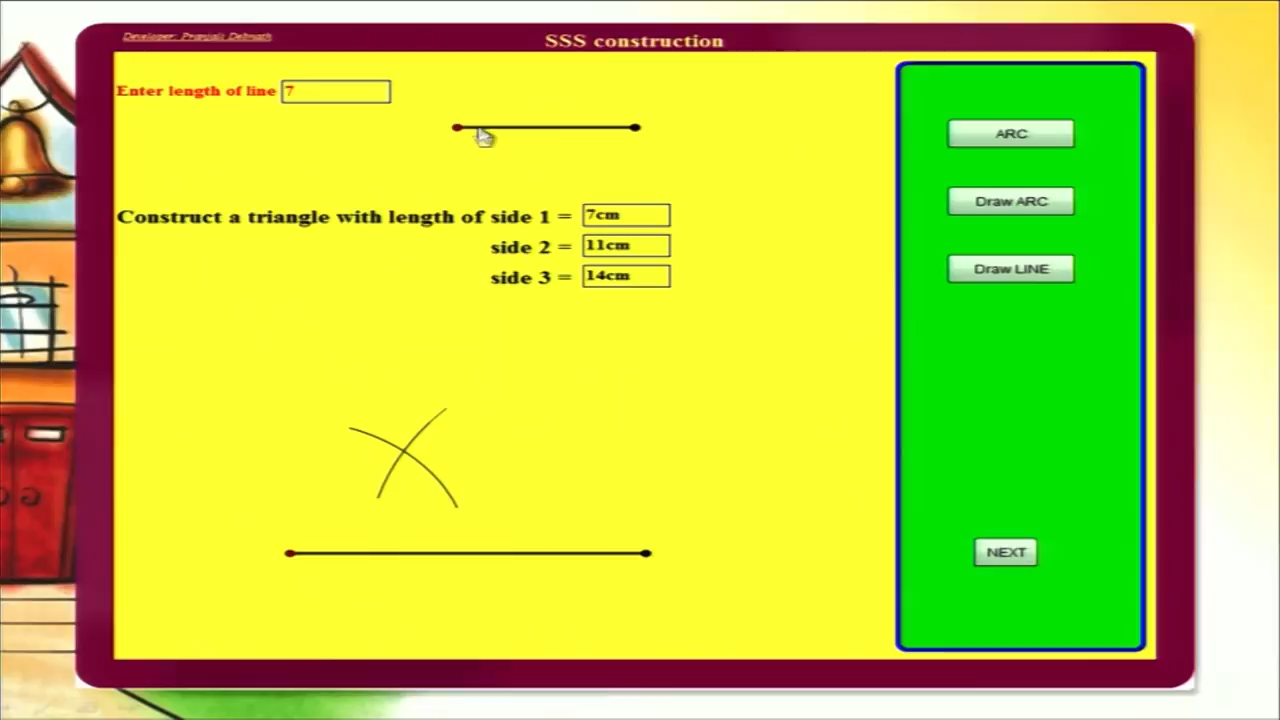 Developer: Pranjali Debnath
SSS construction
Enter length of line 7
ARC
Draw ARC
Construct a triangle with length of side 1 = 7cm
side 2 = 11cm
Draw LINE
side 3 = 14cm
NEXT